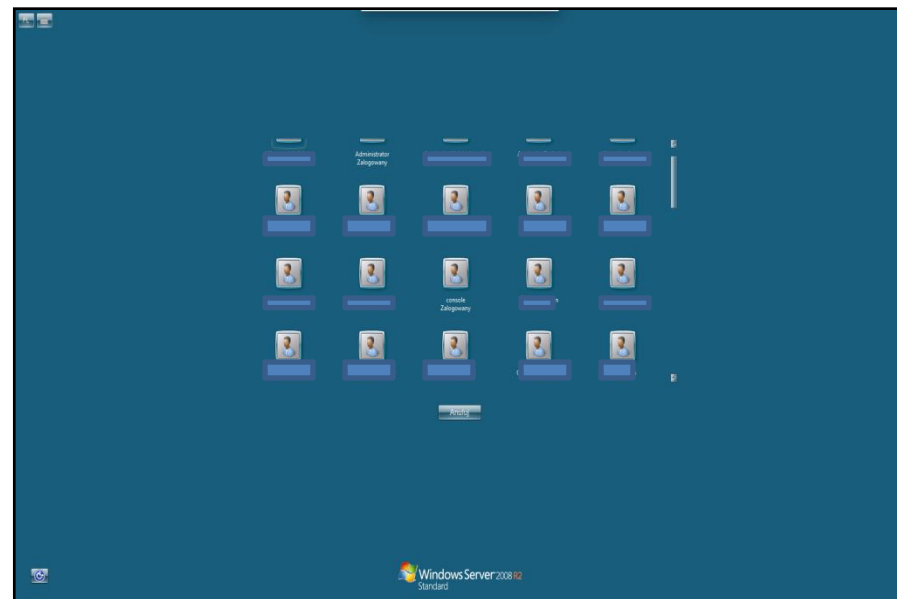 Administrator
Zalogowany
console
Zalogowany
Anuluj
Windows Server 2008 R2
Standard